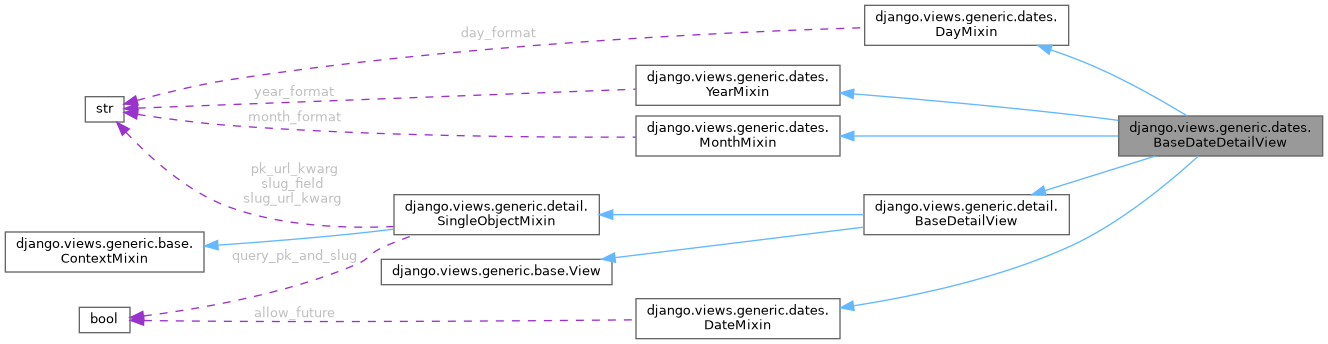 django.views.generic.dates.
DayMixin
day_format
django.views.generic.dates.
YearMixin
year_format
str
month_format
django.views.generic.dates.
MonthMixin
django.views.generic.dates.
BaseDateDetailView
pk_url_kwarg
slug_field
slug_url_kwarg
django.views.generic.detail.
SingleObjectMixin
django.views.generic.detail.
BaseDetailView
django.views.generic.base.
ContextMixin
query_pk_and_slug
django.views.generic.base.View
bool
allow_future
django.views.generic.dates.
DateMixin